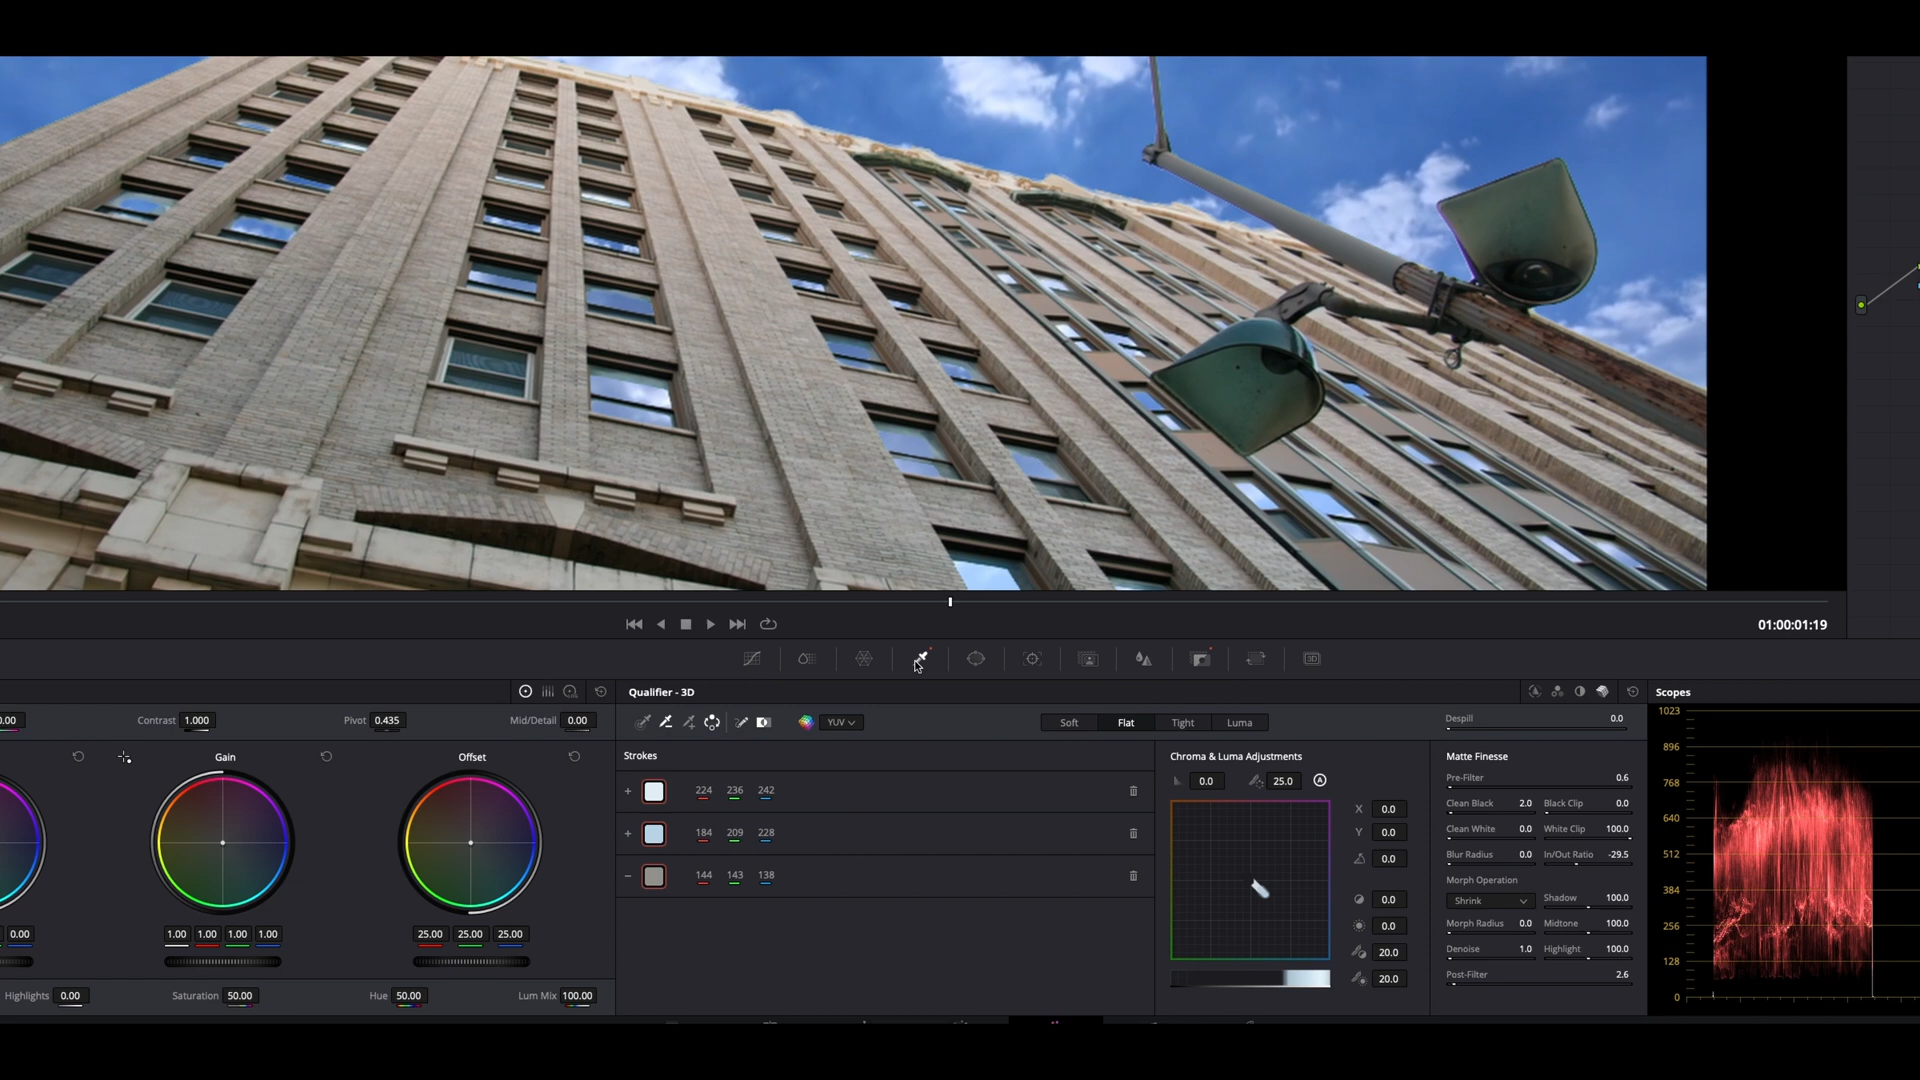 01:00:01:19
Qualifier - 3D
Scopes
0.00 Contrast 1.000 Pivot 0.435 Mid/Detail 0.00
YUV Soft Flat Tight Luma
Despill 0.0
Gain Offset
Strokes
+ 224 236 242
+ 184 209 228
- 144 143 138
Chroma & Luma Adjustments
0.0 25.0 A
X 0.0
Y 0.0
0.0
0.0
0.0
20.0
20.0
Matte Finesse
Pre-Filter 0.6
Clean Black 2.0 Black Clip 0.0
Clean White 0.0 White Clip 100.0
Blur Radius 0.0 In/Out Ratio -29.5
Morph Operation
Shrink Shadow 100.0
Morph Radius 0.0 Midtone 100.0
Denoise 1.0 Highlight 100.0
Post-Filter 2.6
0.00 1.00 1.00 1.00 1.00 25.00 25.00 25.00
Highlights 0.00 Saturation 50.00 Hue 50.00 Lum Mix 100.00
1023
896
768
640
512
384
256
128
0